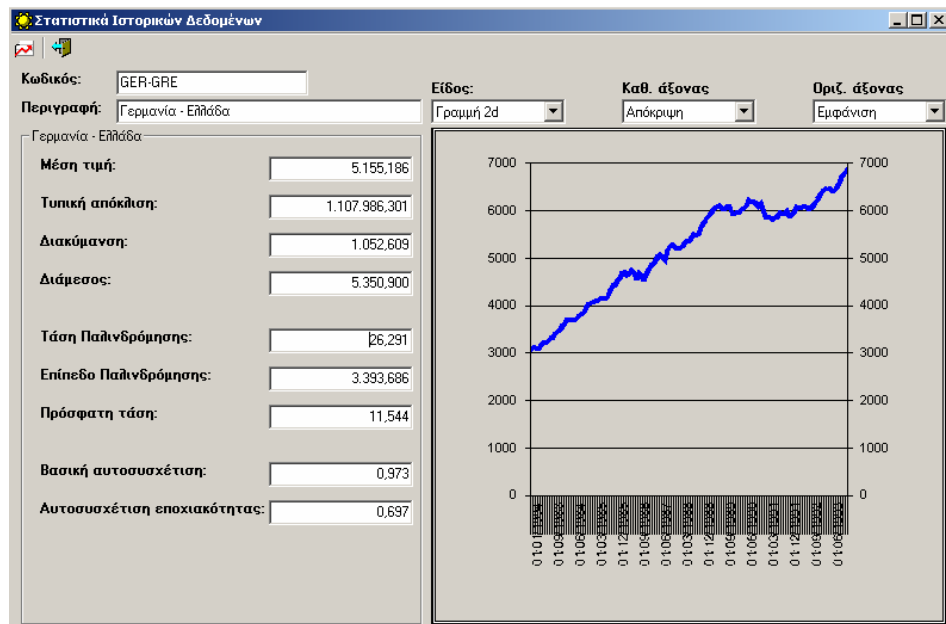 Στατιστικά Ιστορικών Δεδομένων
Κωδικός: GER-GRE
Περιγραφή: Γερμανία - Ελλάδα
Είδος: Καθ. άξονας Οριζ. άξονας
Γραμμή 2d Απόκριψη Εμφάνιση
Γερμανία - Ελλάδα
Μέση τιμή: 5.155,186
Τυπική απόκλιση: 1.107.986,301
Διακύμανση: 1.052,609
Διάμεσος: 5.350,900
Τάση Παλινδρόμησης: 26,291
Επίπεδο Παλινδρόμησης: 3.393,686
Πρόσφατη τάση: 11,544
Βασική αυτοσυσχέτιση: 0,973
Αυτοσυσχέτιση εποχιακότητας: 0,697
7000 7000
6000 6000
5000 5000
4000 4000
3000 3000
2000 2000
1000 1000
0 0